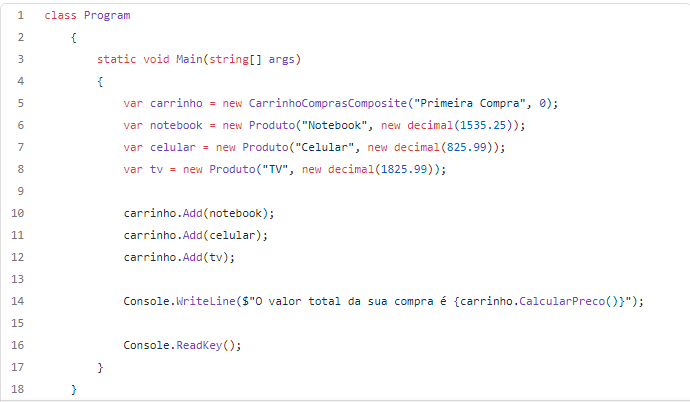 1 class Program
2 {
3 static void Main(string[] args)
4 {
5 var carrinho = new CarrinhoComprasComposite("Primeira Compra", 0);
6 var notebook = new Produto("Notebook", new decimal(1535.25));
7 var celular = new Produto("Celular", new decimal(825.99));
8 var tv = new Produto("TV", new decimal(1825.99));
9
10 carrinho.Add(notebook);
11 carrinho.Add(celular);
12 carrinho.Add(tv);
13
14 Console.WriteLine($"O valor total da sua compra é {carrinho.CalcularPreco()}");
15
16 Console.ReadKey();
17 }
18 }